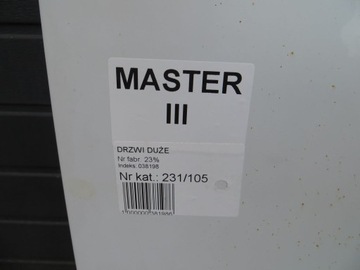 MASTER
III
DRZWI DUŻE
Nr fabr. 23%
Indeks: 038198
Nr kat.: 231/105